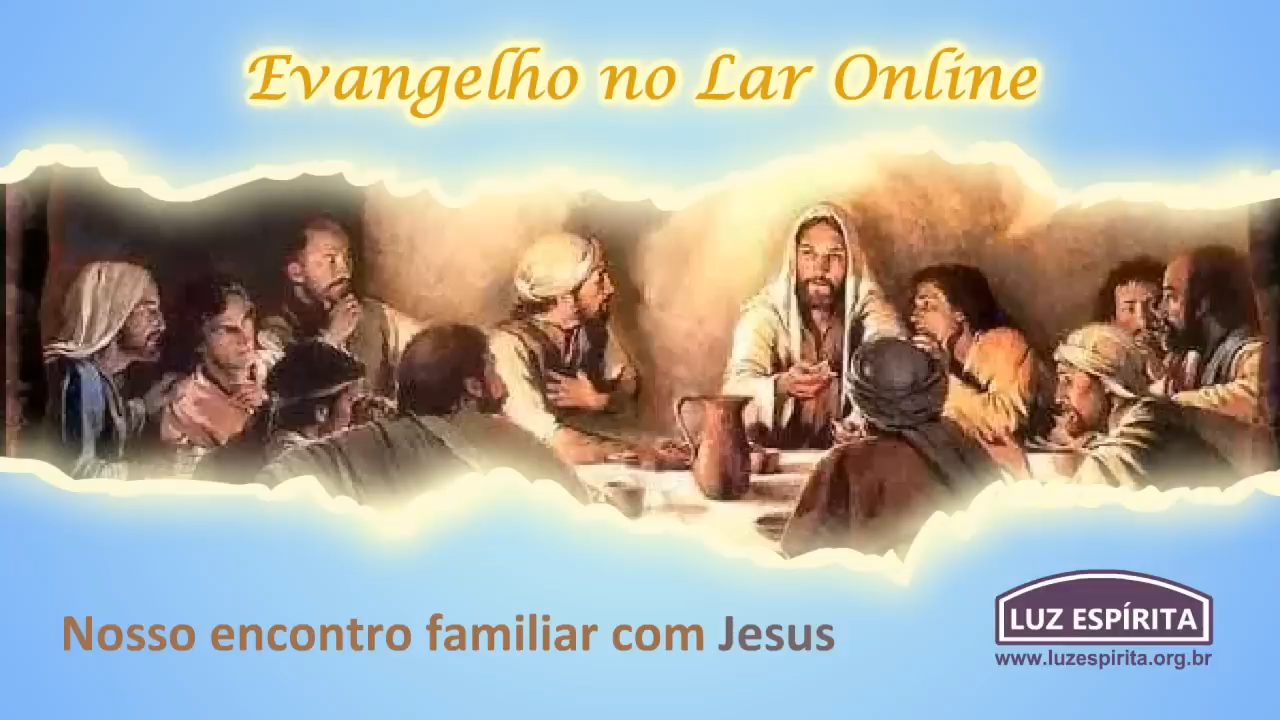 Evangelho no Lar Online
Nosso encontro familiar com Jesus
LUZ ESPÍRITA
www.luzespirita.org.br